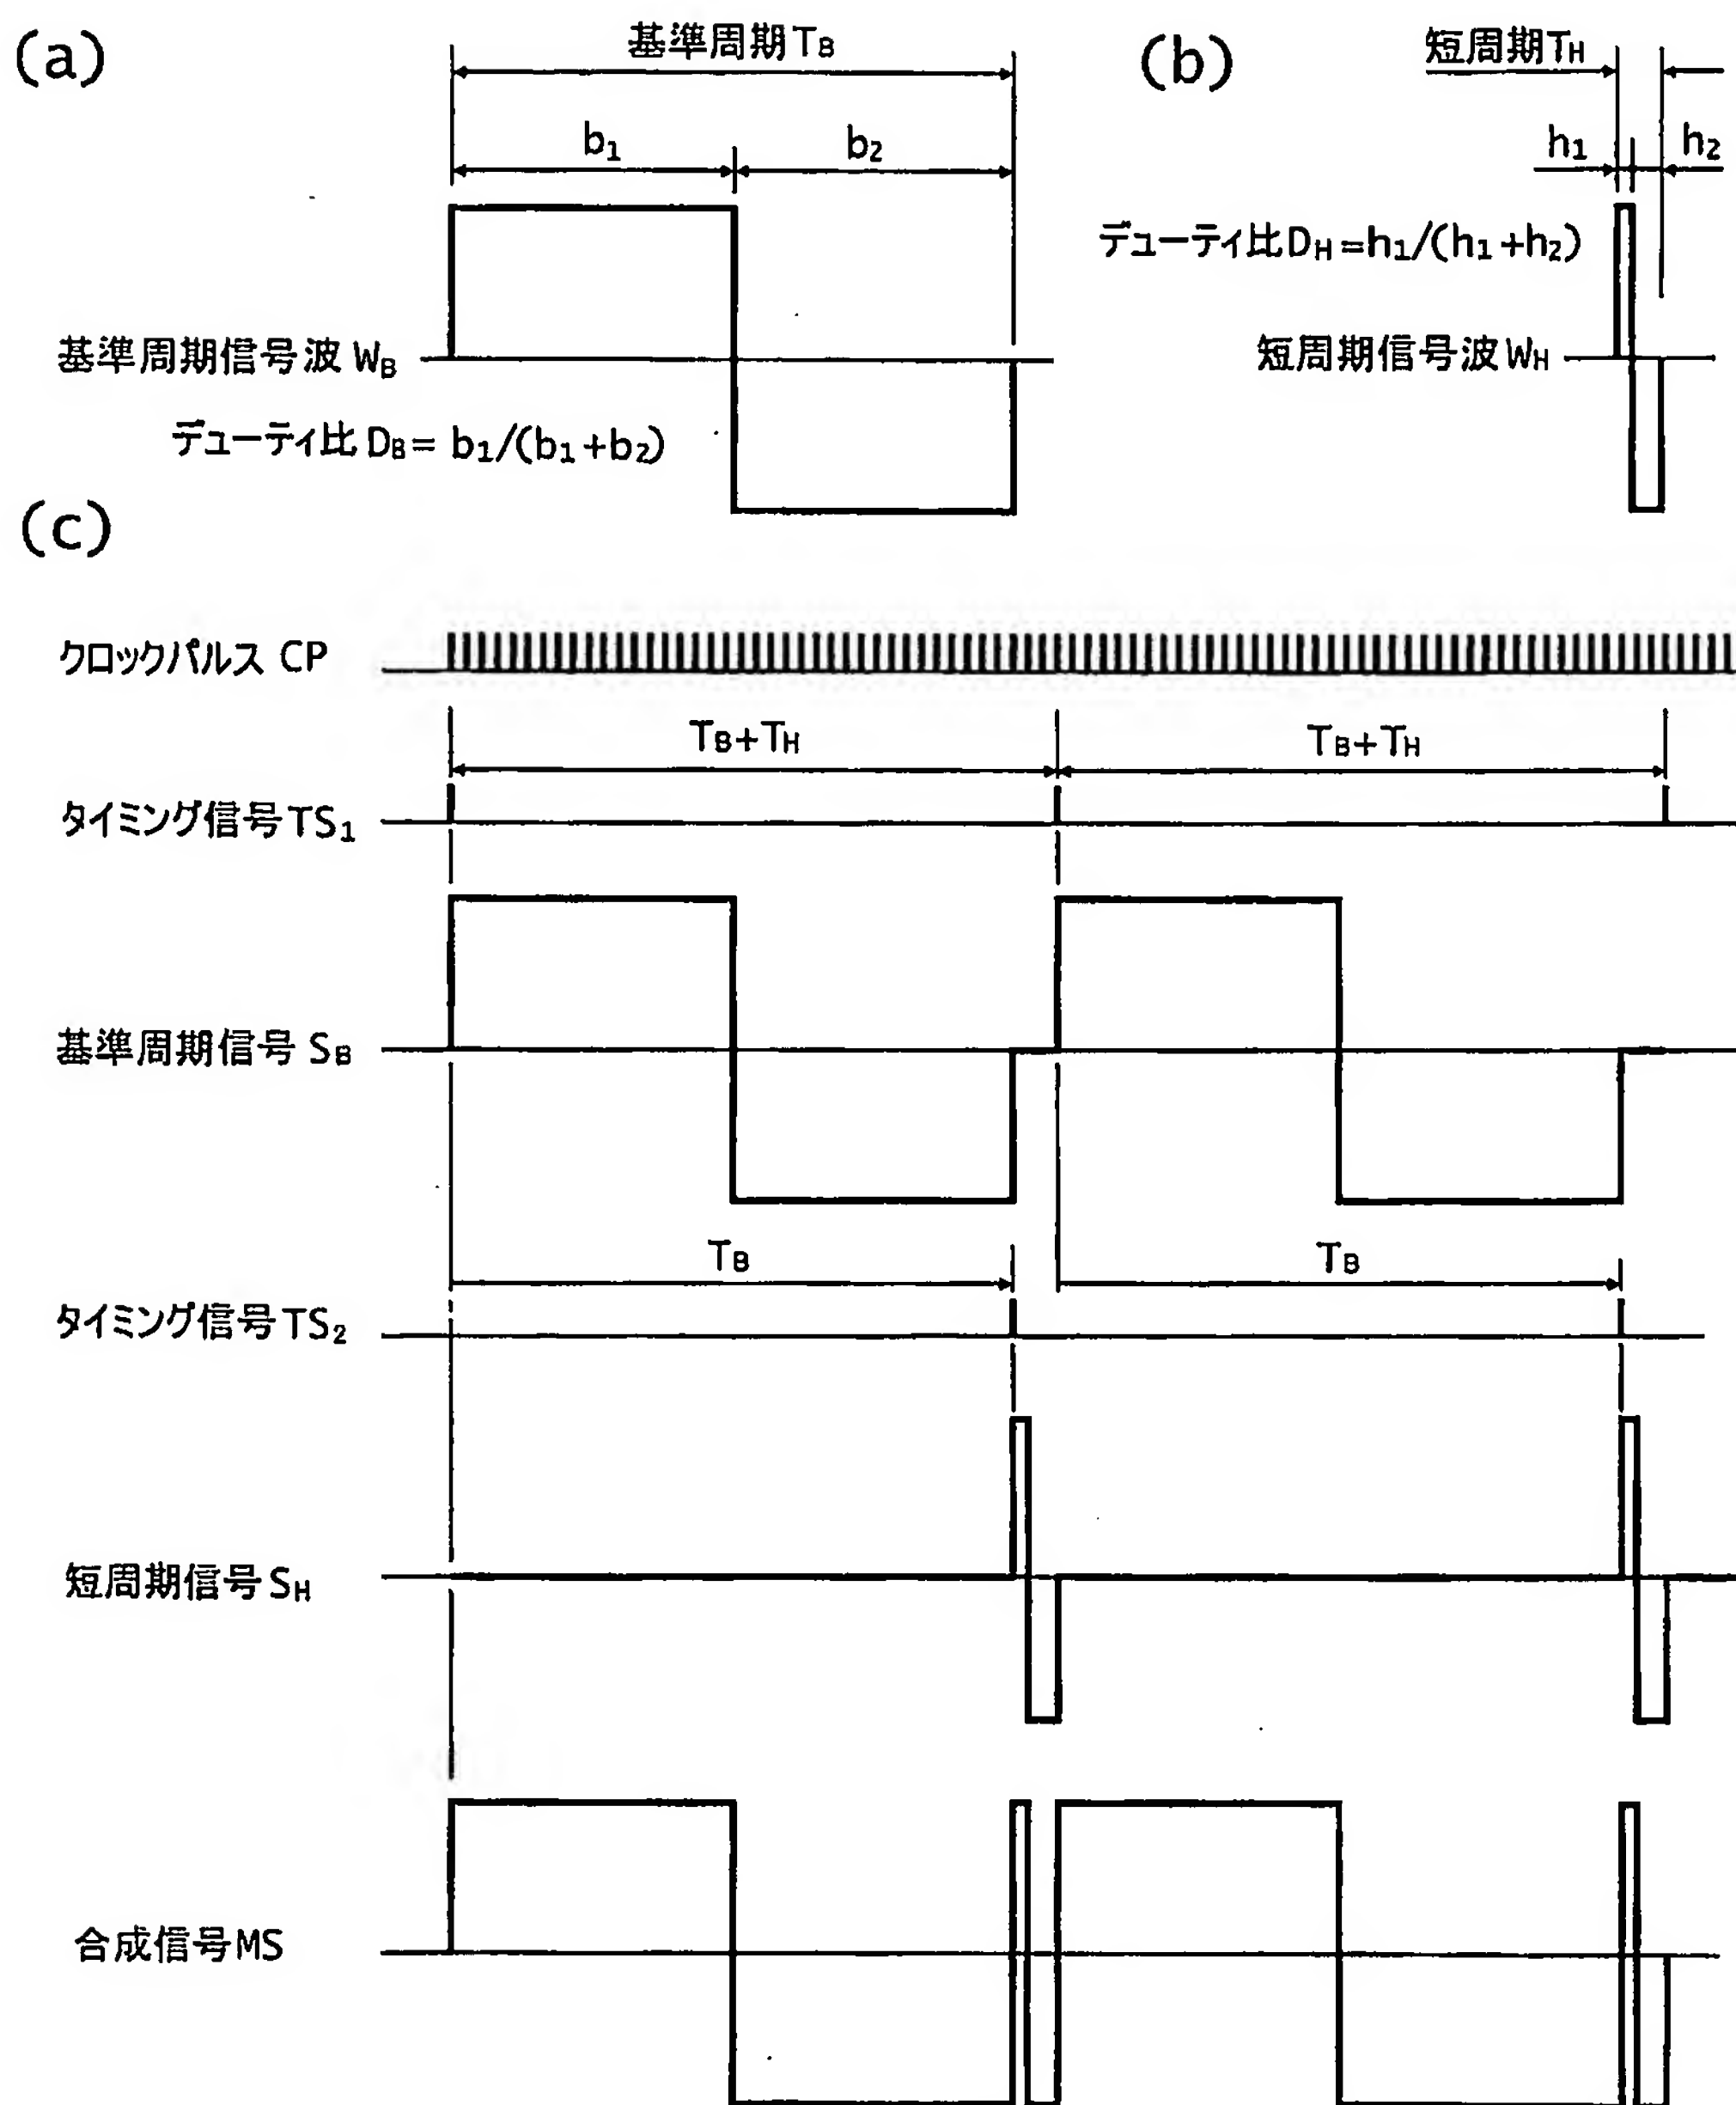 (a)
基準周期TB
b1
b2
基準周期信号波 WB
デューティ比 DB= b1/(b1+b2)
(b)
短周期TH
h1
h2
デューティ比DH=h1/(h1+h2)
短周期信号波WH
(c)
クロックパルス CP
TB+TH
TB+TH
タイミング信号TS1
基準周期信号 SB
TB
TB
タイミング信号TS2
短周期信号SH
合成信号MS